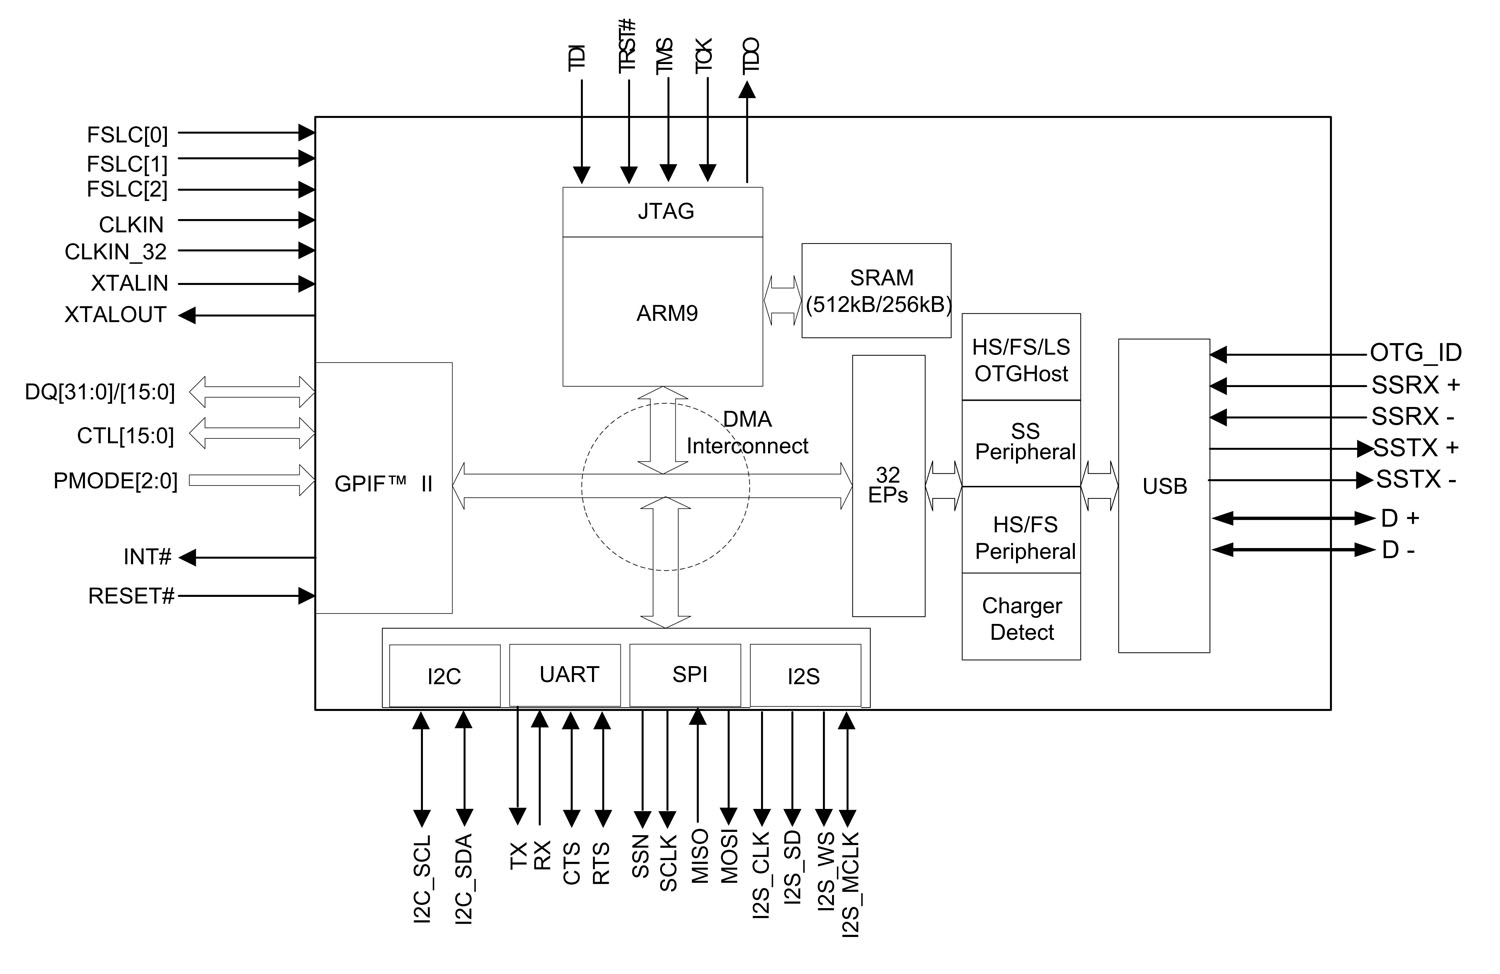 TDI
TRST#
TMS
TCK
TDO
FSLC[0]
FSLC[1]
FSLC[2]
CLKIN
CLKIN_32
XTALIN
XTALOUT
JTAG
ARM9
SRAM
(512kB/256kB)
DQ[31:0]/[15:0]
CTL[15:0]
PMODE[2:0]
INT#
RESET#
GPIF™ II
DMA
Interconnect
32
EPs
HS/FS/LS
OTGHost
SS
Peripheral
HS/FS
Peripheral
Charger
Detect
USB
OTG_ID
SSRX +
SSRX -
SSTX +
SSTX -
D +
D -
I2C
UART
SPI
I2S
I2C_SCL
I2C_SDA
TX
RX
CTS
RTS
SSN
SCLK
MISO
MOSI
I2S_CLK
I2S_SD
I2S_WS
I2S_MCLK